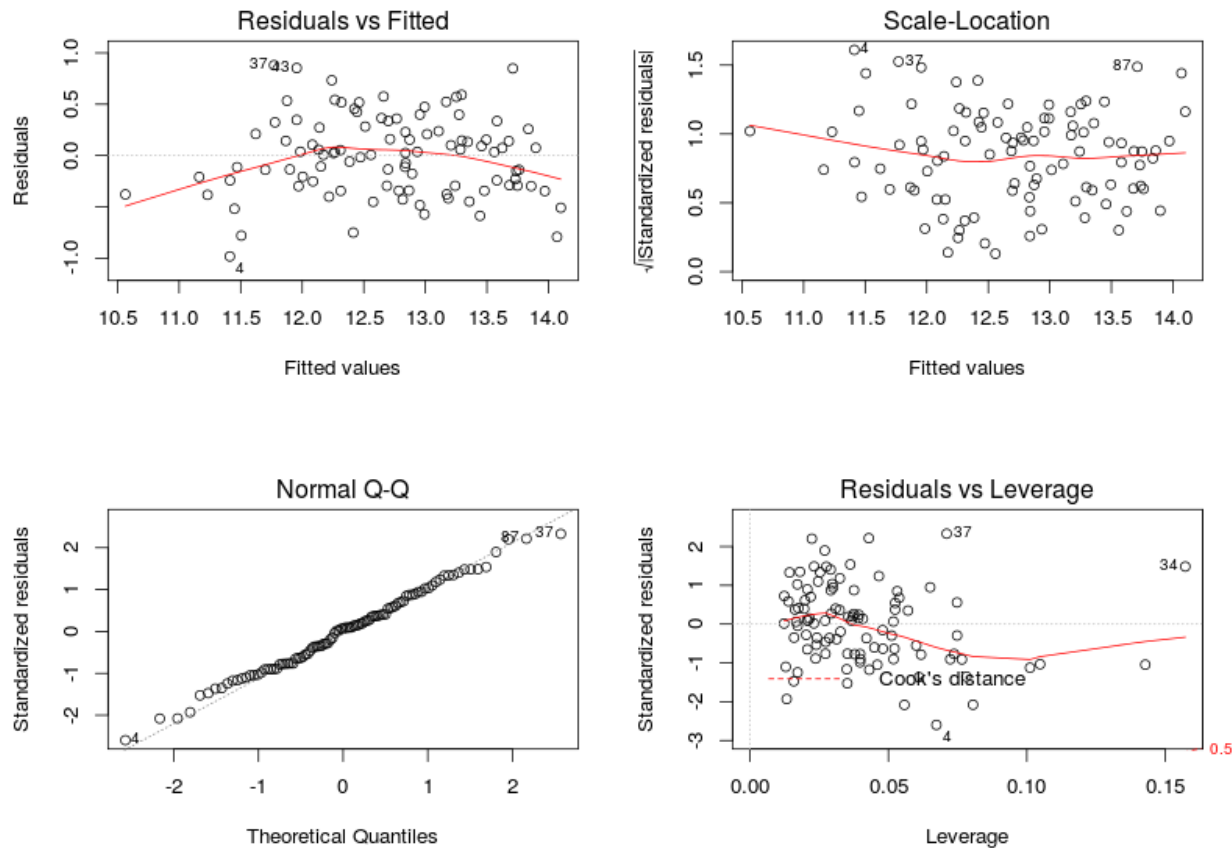 Residuals vs Fitted
Residuals
1.0
0.5
0.0
-1.0
37
43
4
10.5 11.0 11.5 12.0 12.5 13.0 13.5 14.0
Fitted values
Scale-Location
√|Standardized residuals|
1.5
1.0
0.5
0.0
4
37
87
10.5 11.0 11.5 12.0 12.5 13.0 13.5 14.0
Fitted values
Normal Q-Q
Standardized residuals
2
1
0
-1
-2
87
37
4
-2 -1 0 1 2
Theoretical Quantiles
Residuals vs Leverage
Standardized residuals
2
1
0
-1
-2
-3
37
34
4
Cook's distance
0.5
0.00 0.05 0.10 0.15
Leverage